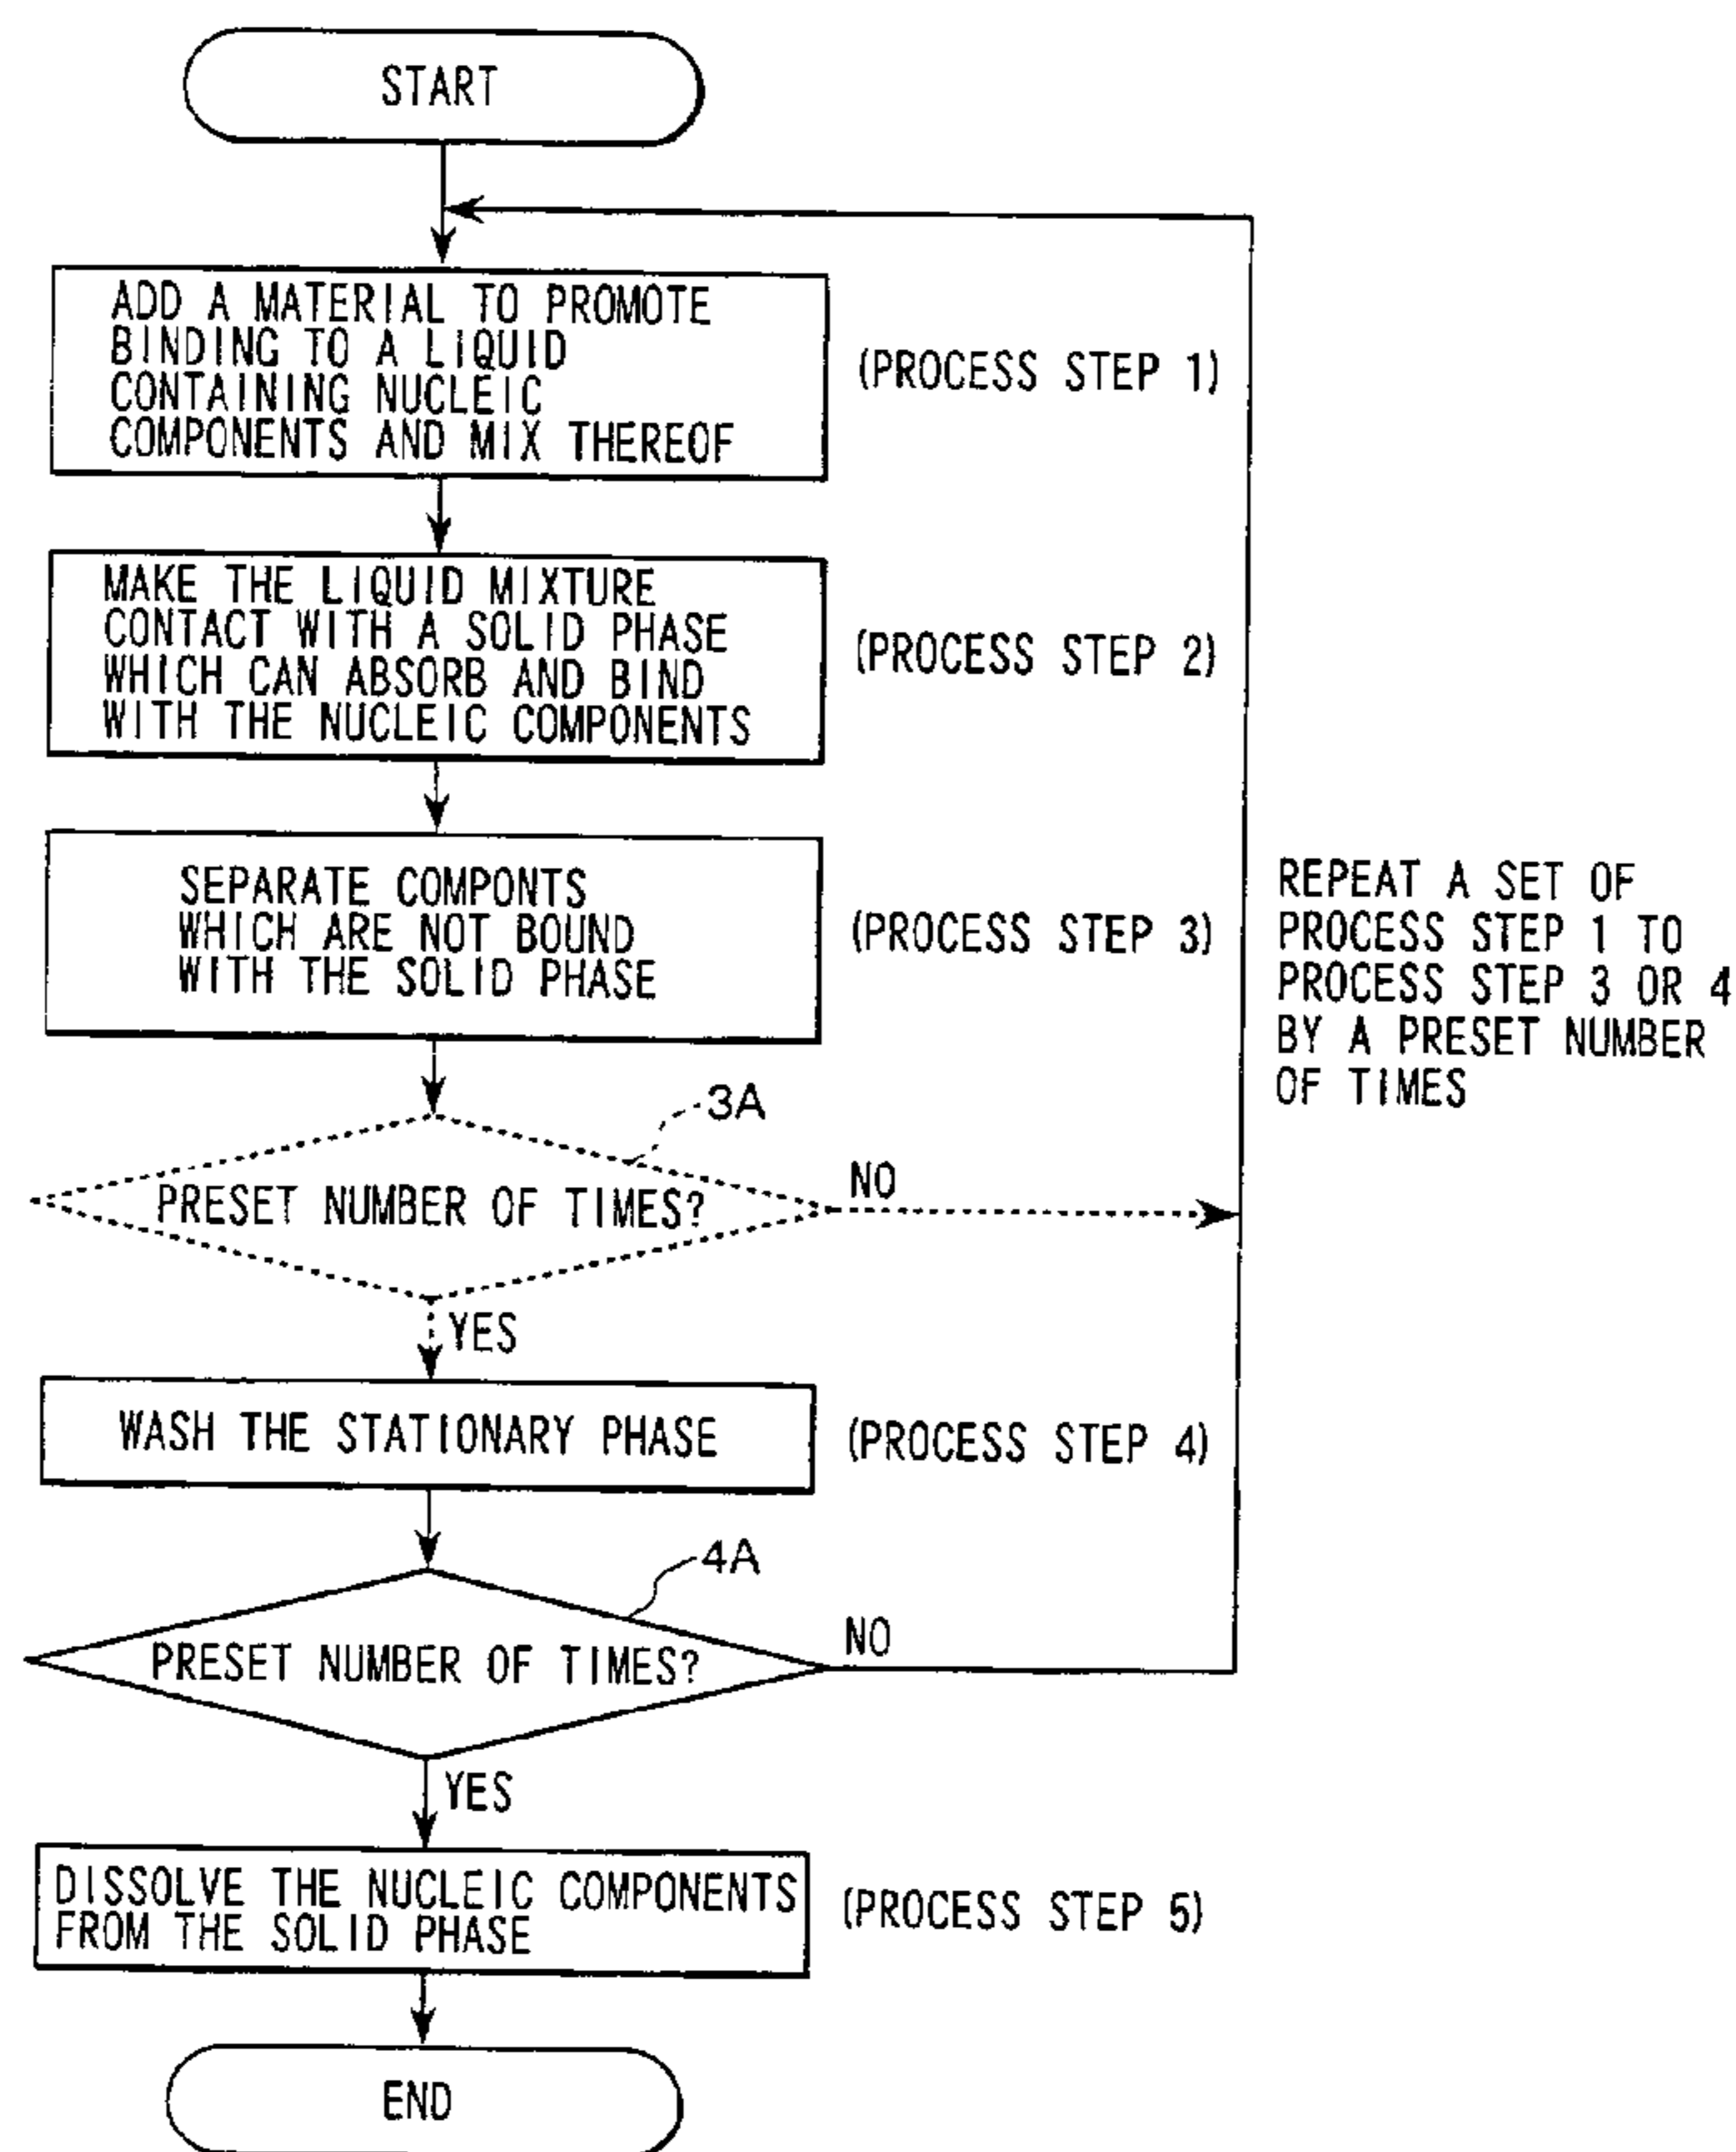 START
ADD A MATERIAL TO PROMOTE
BINDING TO A LIQUID
CONTAINING NUCLEIC
COMPONENTS AND MIX THEREOF
(PROCESS STEP 1)
MAKE THE LIQUID MIXTURE
CONTACT WITH A SOLID PHASE
WHICH CAN ABSORB AND BIND
WITH THE NUCLEIC COMPONENTS
(PROCESS STEP 2)
SEPARATE COMPONTS
WHICH ARE NOT BOUND
WITH THE SOLID PHASE
(PROCESS STEP 3)
REPEAT A SET OF
PROCESS STEP 1 TO
PROCESS STEP 3 OR 4
BY A PRESET NUMBER
OF TIMES
3A
PRESET NUMBER OF TIMES?
NO
YES
WASH THE STATIONARY PHASE
(PROCESS STEP 4)
4A
PRESET NUMBER OF TIMES?
NO
YES
DISSOLVE THE NUCLEIC COMPONENTS
FROM THE SOLID PHASE
(PROCESS STEP 5)
END